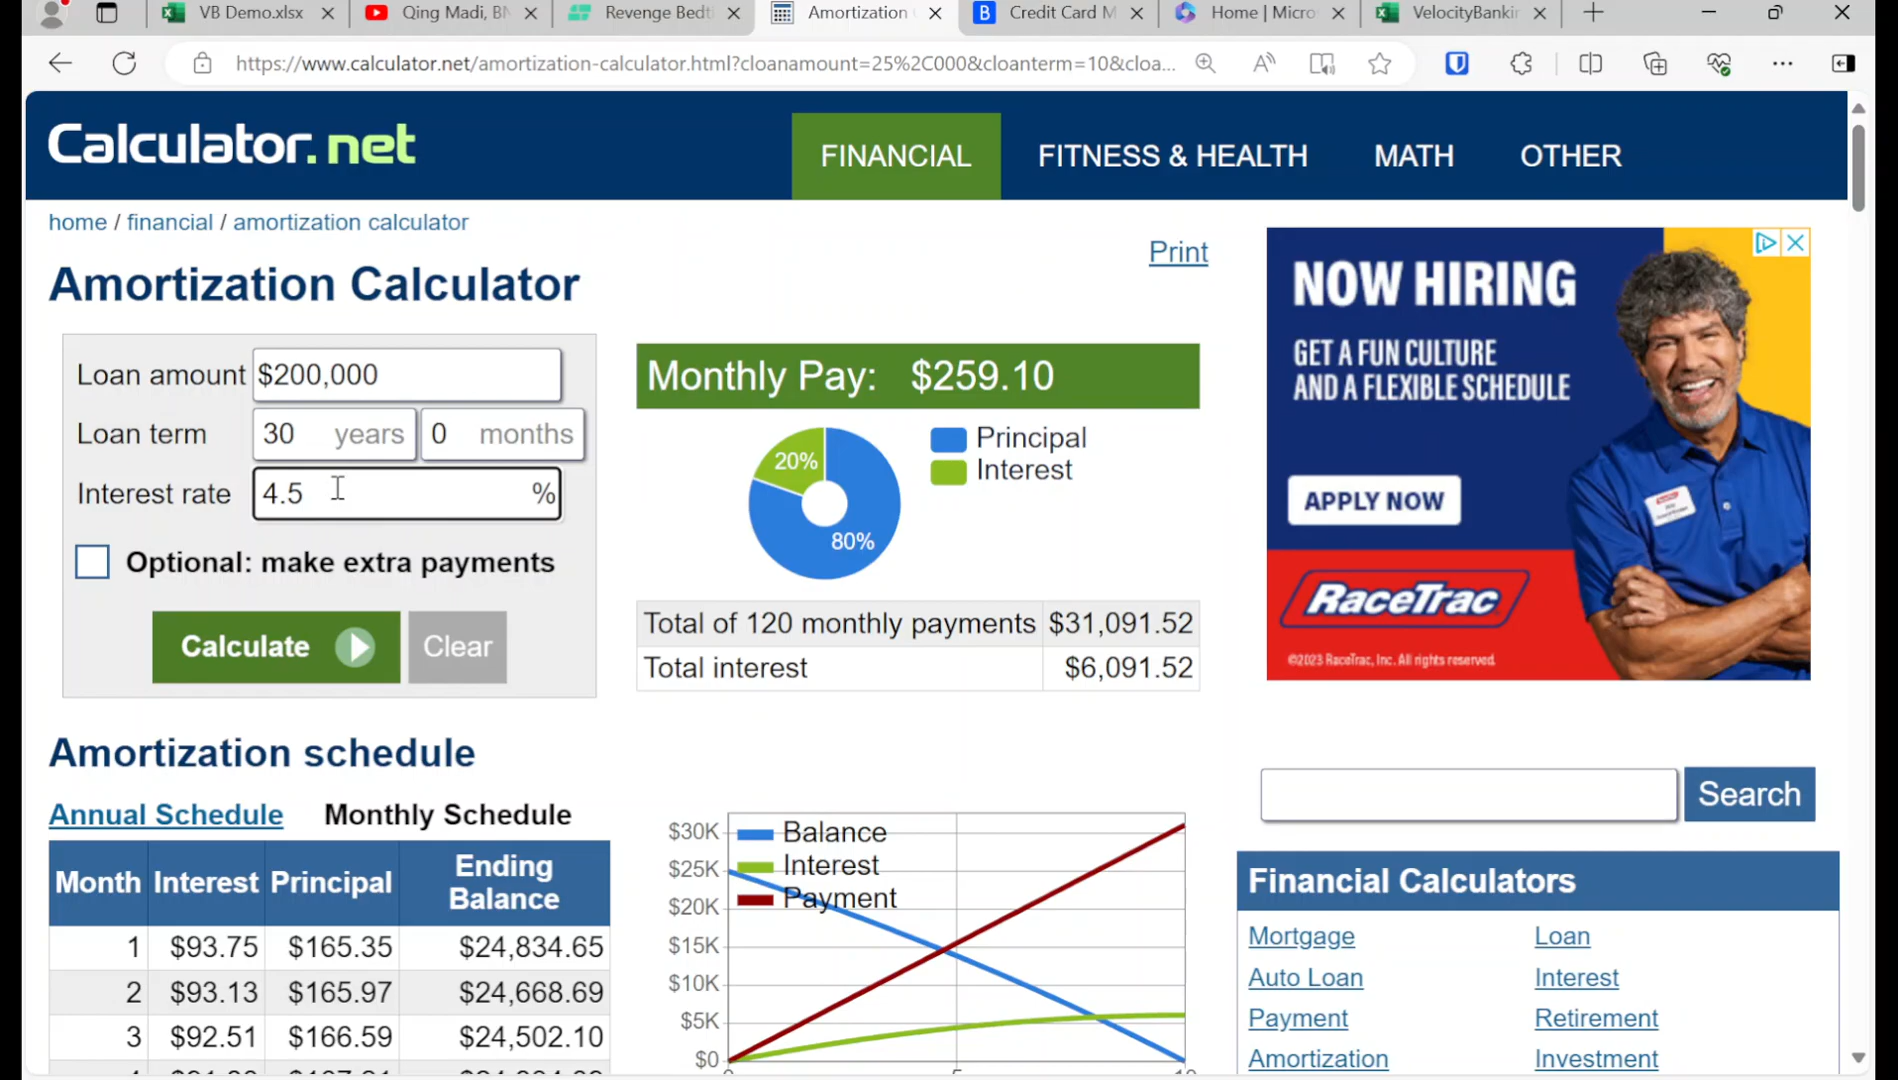 VB Demo.xlsx
Qing Madi, BN
Revenge Bedti
Amortization
Credit Card M
Home | Micro
VelocityBankin
https://www.calculator.net/amortization-calculator.html?cloanamount=25%2C000&cloanterm=10&cloa...
Calculator.net
FINANCIAL
FITNESS & HEALTH
MATH
OTHER
home / financial / amortization calculator
Print
Amortization Calculator
Loan amount $200,000
Loan term 30 years 0 months
Interest rate 4.5 %
Optional: make extra payments
Calculate
Clear
Monthly Pay: $259.10
20%
80%
Principal
Interest
Total of 120 monthly payments $31,091.52
Total interest $6,091.52
NOW HIRING
GET A FUN CULTURE
AND A FLEXIBLE SCHEDULE
APPLY NOW
RaceTrac
©2023 RaceTrac, Inc. All rights reserved.
Amortization schedule
Annual Schedule Monthly Schedule
Month Interest Principal Ending Balance
1 $93.75 $165.35 $24,834.65
2 $93.13 $165.97 $24,668.69
3 $92.51 $166.59 $24,502.10
$30K
$25K
$20K
$15K
$10K
$5K
$0
Balance
Interest
Payment
Search
Financial Calculators
Mortgage Loan
Auto Loan Interest
Payment Retirement
Amortization Investment